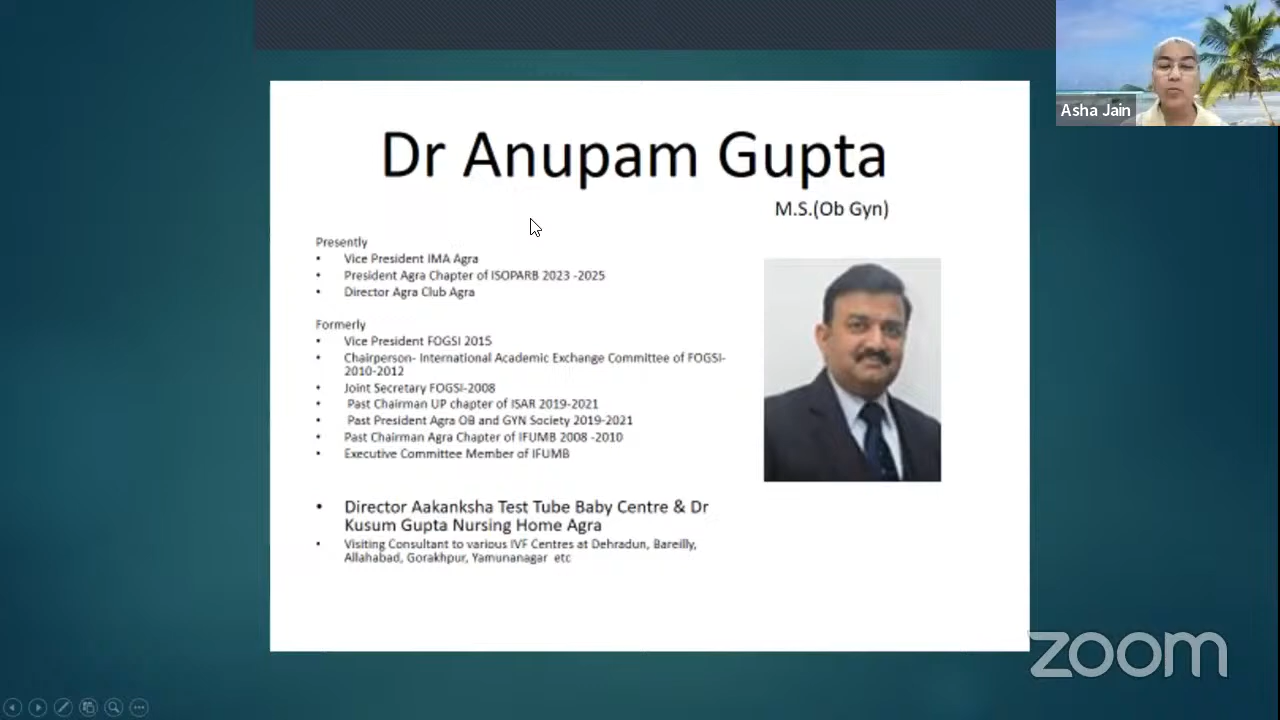 Asha Jain
Dr Anupam Gupta
M.S.(Ob Gyn)
Presently
• Vice President IMA Agra
• President Agra Chapter of ISOPARB 2023 -2025
• Director Agra Club Agra
Formerly
• Vice President FOGSI 2015
• Chairperson- International Academic Exchange Committee of FOGSI-
2010-2012
• Joint Secretary FOGSI-2008
• Past Chairman UP chapter of ISAR 2019-2021
• Past President Agra OB and GYN Society 2019-2021
• Past Chairman Agra Chapter of IFUMB 2008 -2010
• Executive Committee Member of IFUMB
• Director Aakanksha Test Tube Baby Centre & Dr
Kusum Gupta Nursing Home Agra
• Visiting Consultant to various IVF Centres at Dehradun, Bareilly,
Allahabad, Gorakhpur, Yamunanagar etc
zoom